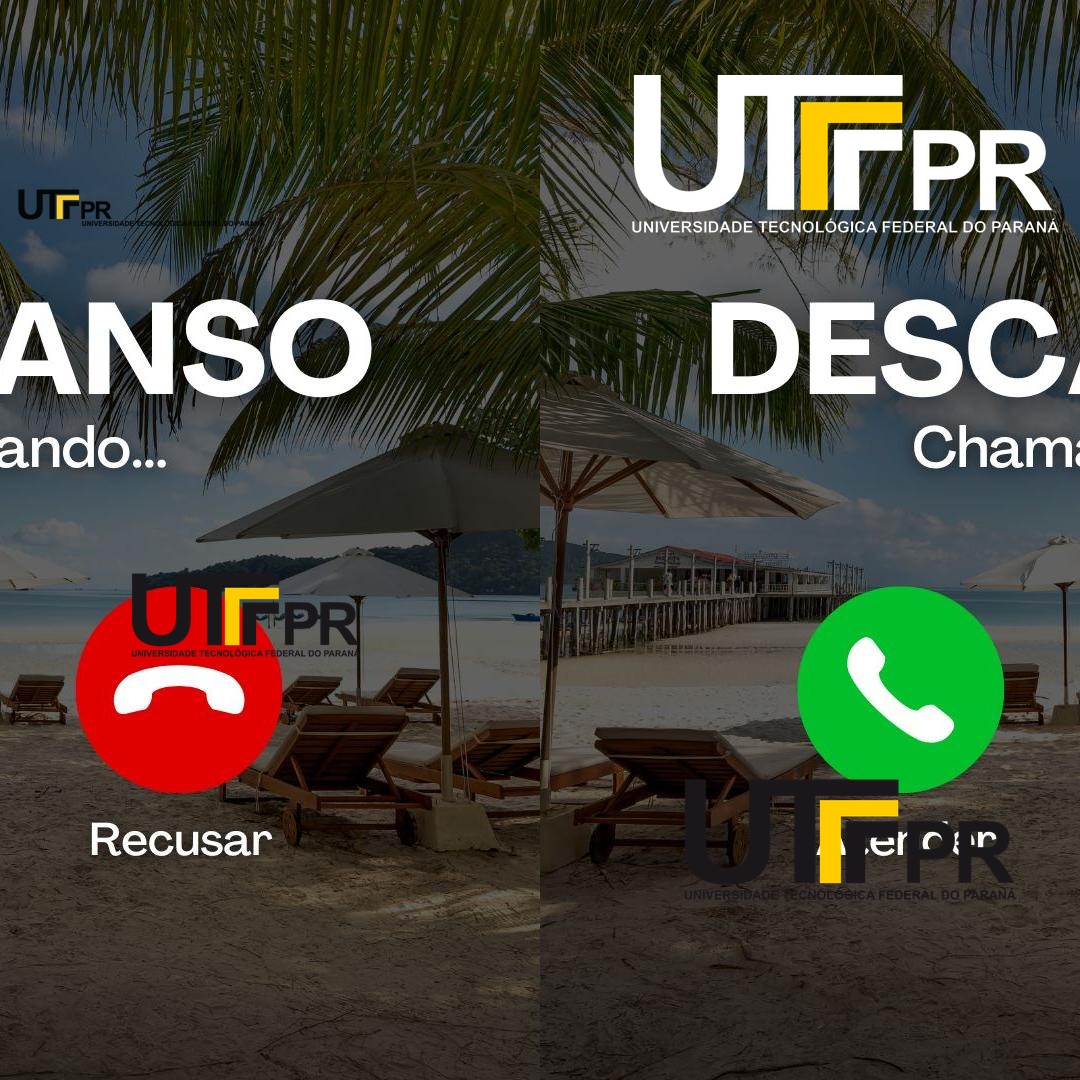 UTFPR
UNIVERSIDADE TECNOLÓGICA FEDERAL DO PARANÁ
UTFPR
UNIVERSIDADE TECNOLÓGICA FEDERAL DO PARANÁ
ANSO
DESCA
ando...
Chama
UTFPR
UNIVERSIDADE TECNOLÓGICA FEDERAL DO PARANÁ
Recusar
Atender
UTFPR
UNIVERSIDADE TECNOLÓGICA FEDERAL DO PARANÁ